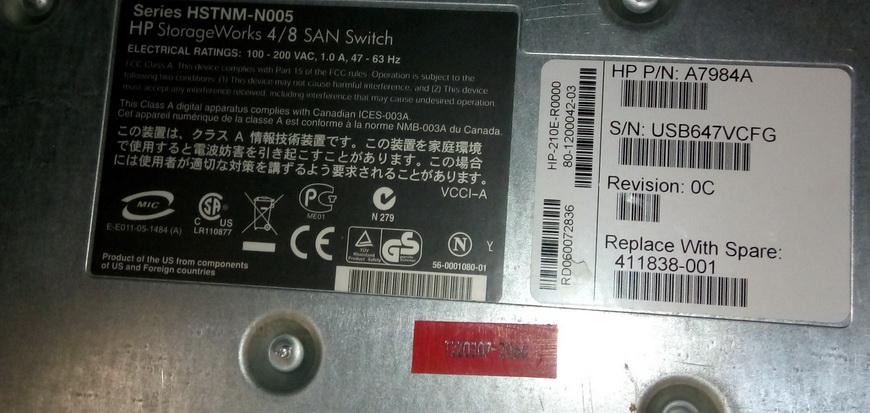 Series HSTNM-N005
HP StorageWorks 4/8 SAN Switch
ELECTRICAL RATINGS: 100 - 200 VAC, 1.0 A, 47 - 63 Hz
FCC Class A. This device complies with Part 15 of the FCC rules. Operation is subject to the
following two conditions: (1) This device may not cause harmful interference, and (2) This device
must accept any interference received, including interference that may cause undesired operation.
This Class A digital apparatus complies with Canadian ICES-003A.
Cet appareil numérique de la classe A est conforme à la norme NMB-003A du Canada.
この装置は、クラス A 情報技術装置です。この装置を家庭環境
で使用すると電波妨害を引き起こすことがあります。この場合
には使用者が適切な対策を講ずるよう要求されることがあります。
VCCI-A
MIC
E-E011-05-1484 (A)
SA
C US
LR110877
PG
ME01
N 279
CE
TÜV
Rheinland
Product Safety
GS
N
Y
Product of the US from components
of US and Foreign countries
56-0001080-01
HP-210E-R0000
80-1200042-03
RD060072836
HP P/N: A7984A
S/N: USB647VCFG
Revision: 0C
Replace With Spare:
411838-001